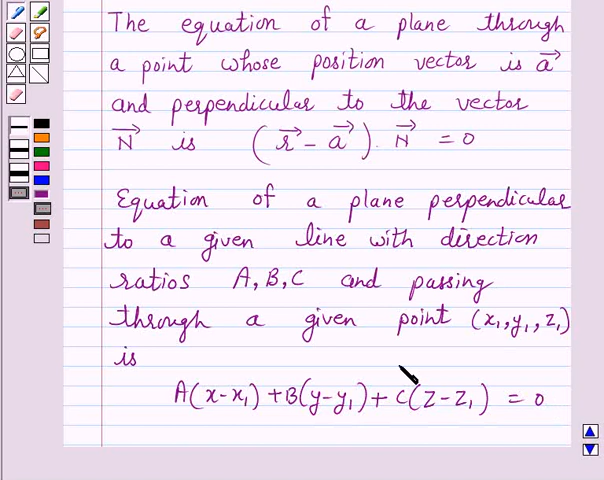 The equation of a plane through
a point whose position vector is a⃗
and perpendicular to the vector
N⃗ is (r⃗ - a⃗). N⃗ = 0
Equation of a plane perpendicular
to a given line with direction
ratios A, B, C and passing
through a given point (x₁, y₁, z₁)
is
A(x-x₁) + B(y-y₁) + C(z-z₁) = 0